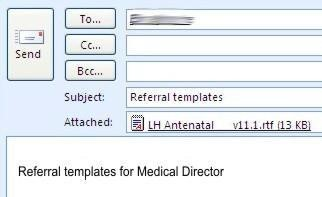 To...
Send
Cc...
Bcc...
Subject: Referral templates
Attached: LH Antenatal __ v11.1.rtf (13 KB)
Referral templates for Medical Director